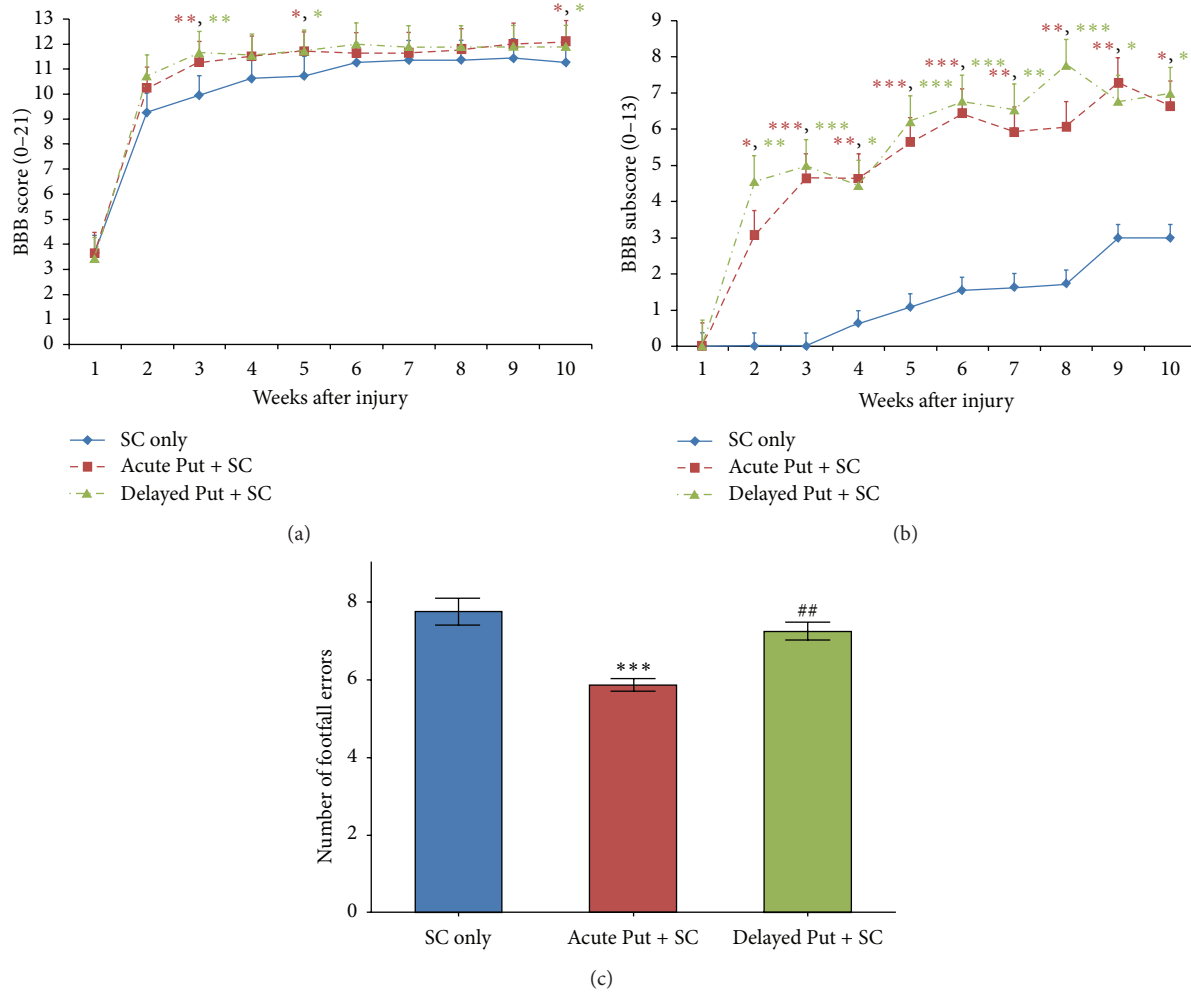 BBB score (0–21)
13
12
11
10
9
8
7
6
5
4
3
2
1
0
∗∗, ∗∗
∗, ∗
∗, ∗
1 2 3 4 5 6 7 8 9 10
Weeks after injury
SC only
Acute Put + SC
Delayed Put + SC
(a)
BBB subscore (0–13)
9
8
7
6
5
4
3
2
1
0
∗, ∗∗
∗∗∗, ∗∗∗
∗∗, ∗
∗∗∗, ∗∗∗
∗∗∗, ∗∗∗
∗∗, ∗∗
∗∗, ∗∗∗
∗∗, ∗
∗, ∗
1 2 3 4 5 6 7 8 9 10
Weeks after injury
SC only
Acute Put + SC
Delayed Put + SC
(b)
Number of footfall errors
8
6
4
2
0
∗∗∗
##
SC only Acute Put + SC Delayed Put + SC
(c)